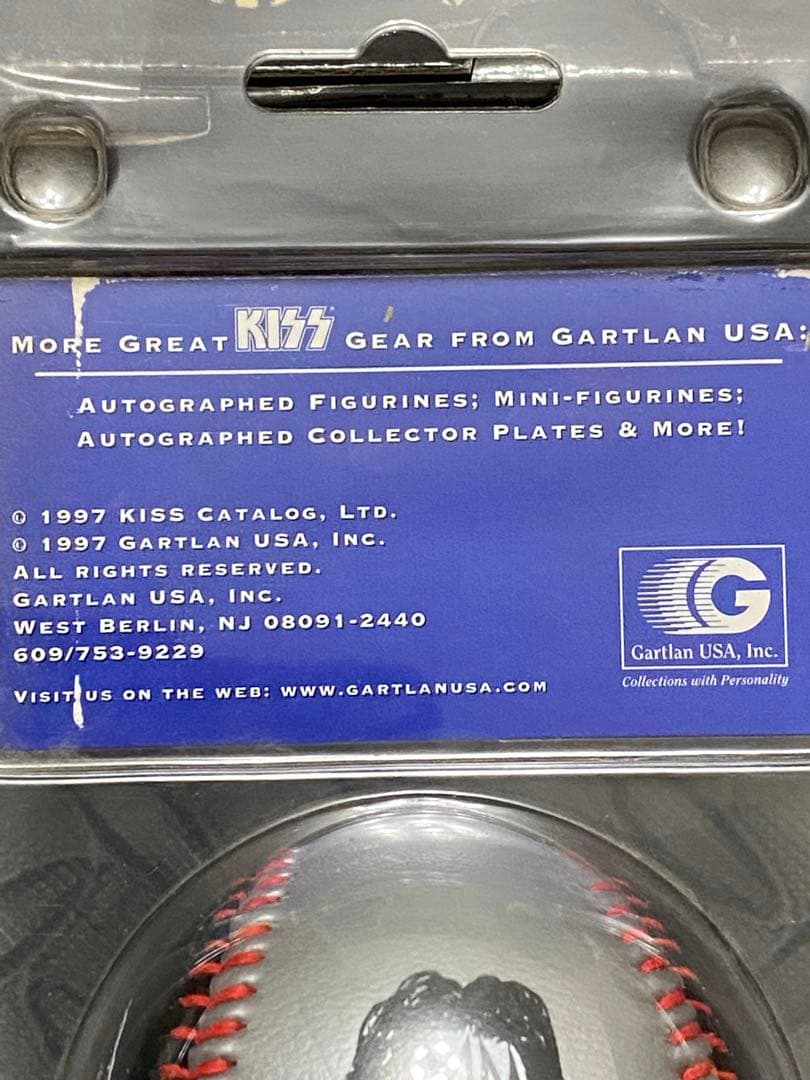 MORE GREAT KISS GEAR FROM GARTLAN USA:
AUTOGRAPHED FIGURINES; MINI-FIGURINES;
AUTOGRAPHED COLLECTOR PLATES & MORE!
© 1997 KISS CATALOG, LTD.
© 1997 GARTLAN USA, INC.
ALL RIGHTS RESERVED.
GARTLAN USA, INC.
WEST BERLIN, NJ 08091-2440
609/753-9229
VISIT US ON THE WEB: WWW.GARTLANUSA.COM
G
Gartlan USA, Inc.
Collections with Personality